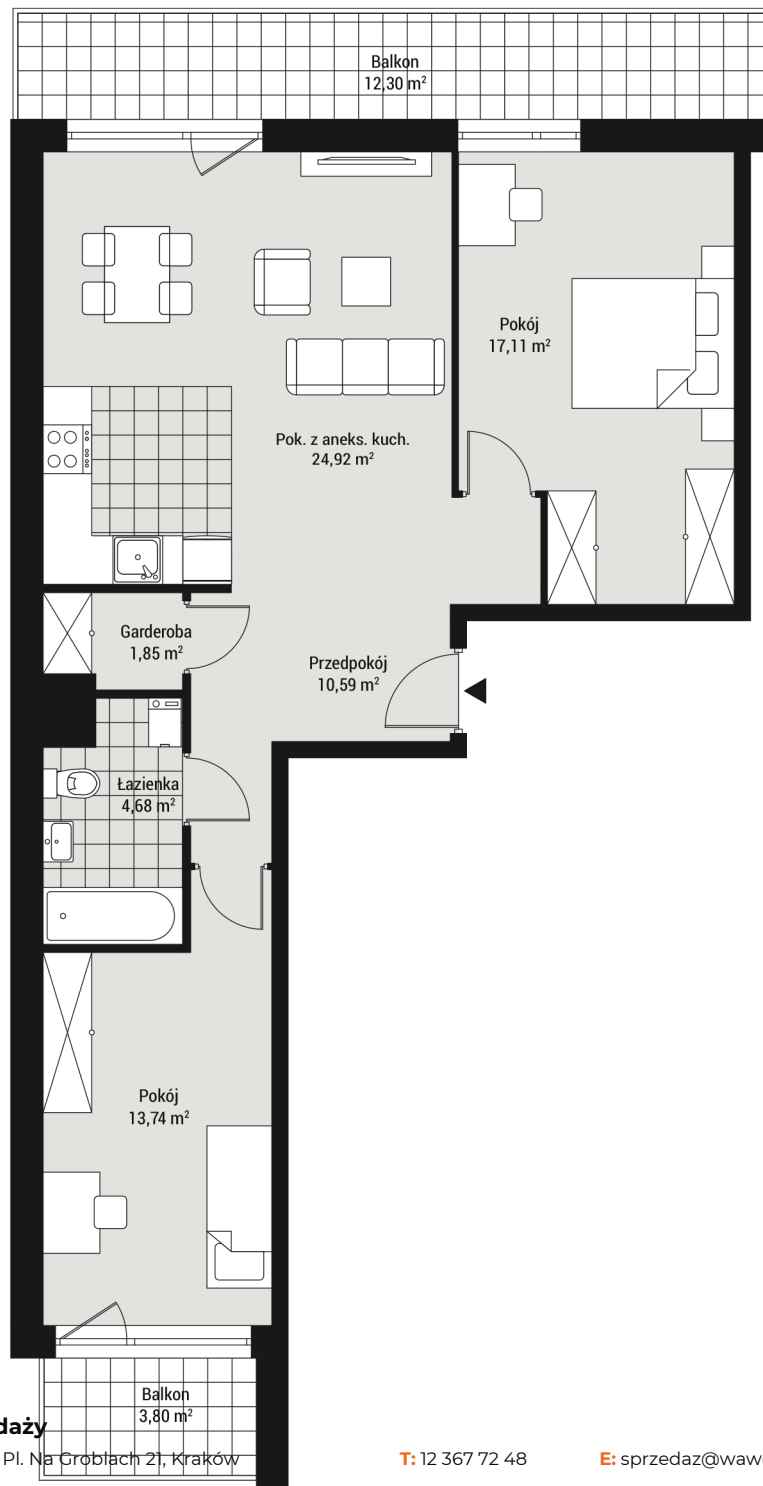 Balkon
12,30 m²
Pokój
17,11 m²
Pok. z aneks. kuch.
24,92 m²
Garderoba
1,85 m²
Przedpokój
10,59 m²
Łazienka
4,68 m²
Pokój
13,74 m²
Balkon
3,80 m²
daży
Pl. Na Groblach 21, Kraków T: 12 367 72 48 E: sprzedaz@waw